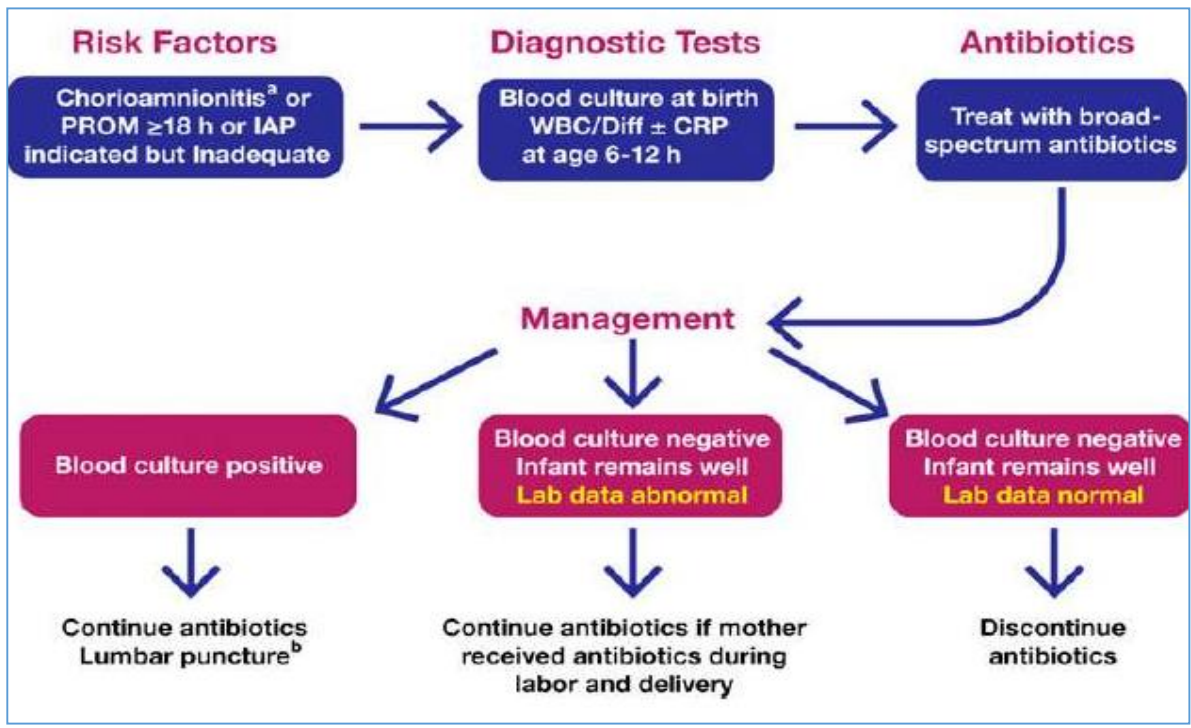 Risk Factors
Diagnostic Tests
Antibiotics
Chorioamnionitisᵃ or
PROM ≥18 h or IAP
indicated but Inadequate
Blood culture at birth
WBC/Diff ± CRP
at age 6-12 h
Treat with broad-
spectrum antibiotics
Management
Blood culture positive
Blood culture negative
Infant remains well
Lab data abnormal
Blood culture negative
Infant remains well
Lab data normal
Continue antibiotics
Lumbar punctureᵇ
Continue antibiotics if mother
received antibiotics during
labor and delivery
Discontinue
antibiotics